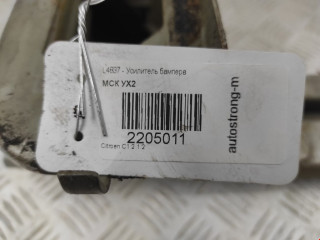 L4837 - Усилитель бампера
МСК УХ2
2205011
Citroen C1 2 1 2
autostrong-m